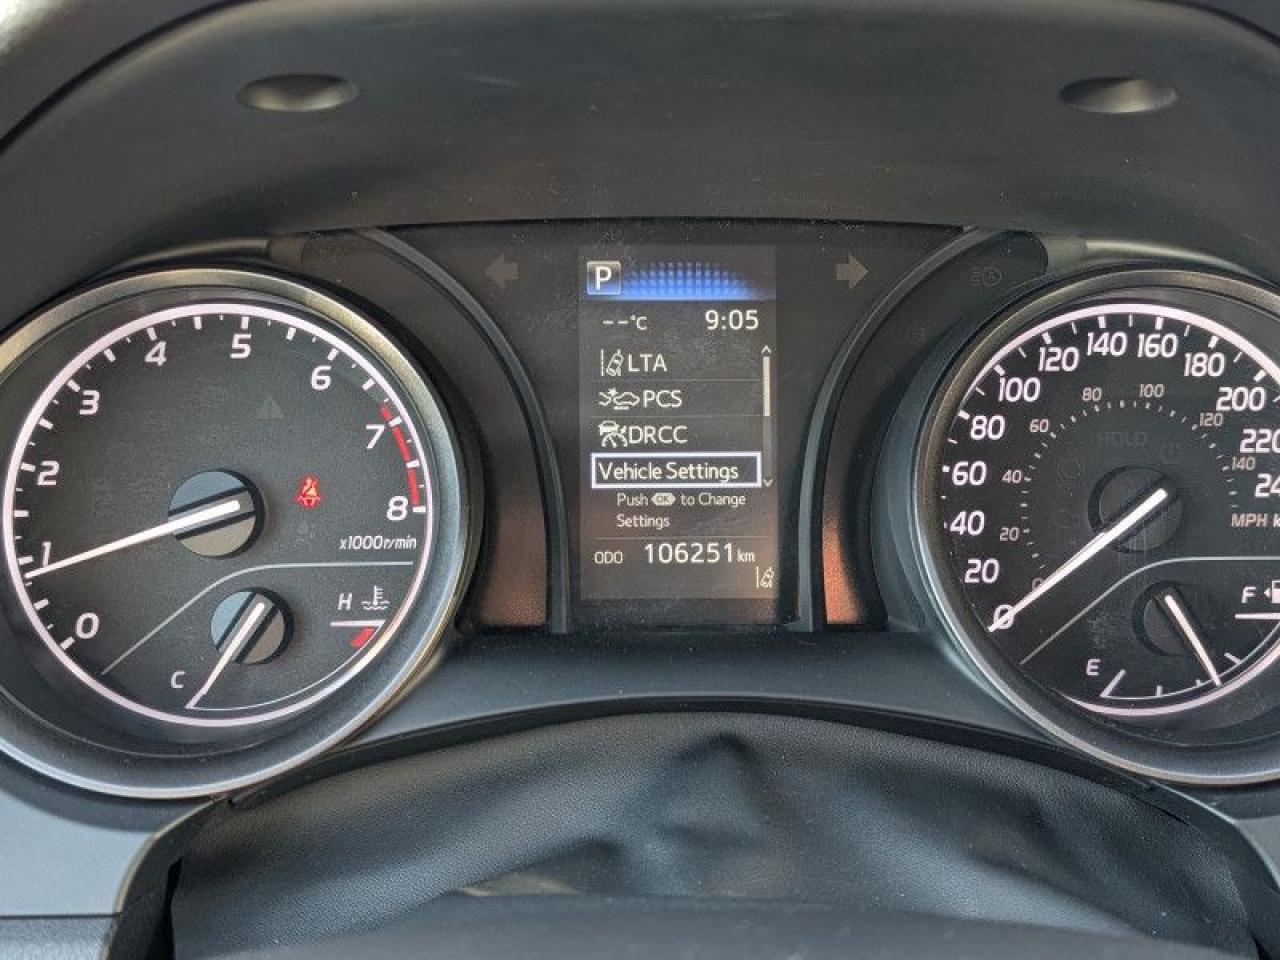 P
--°C 9:05
LTA
PCS
DRCC
Vehicle Settings
Push OK to Change
Settings
ODO 106251 km
0 1 2 3 4 5 6 7 8
x1000r/min
H
C
0 20 40 60 80 100 120 140 160 180 200
0 20 40 60 80 100 120 140
HOLD
MPH
F
E